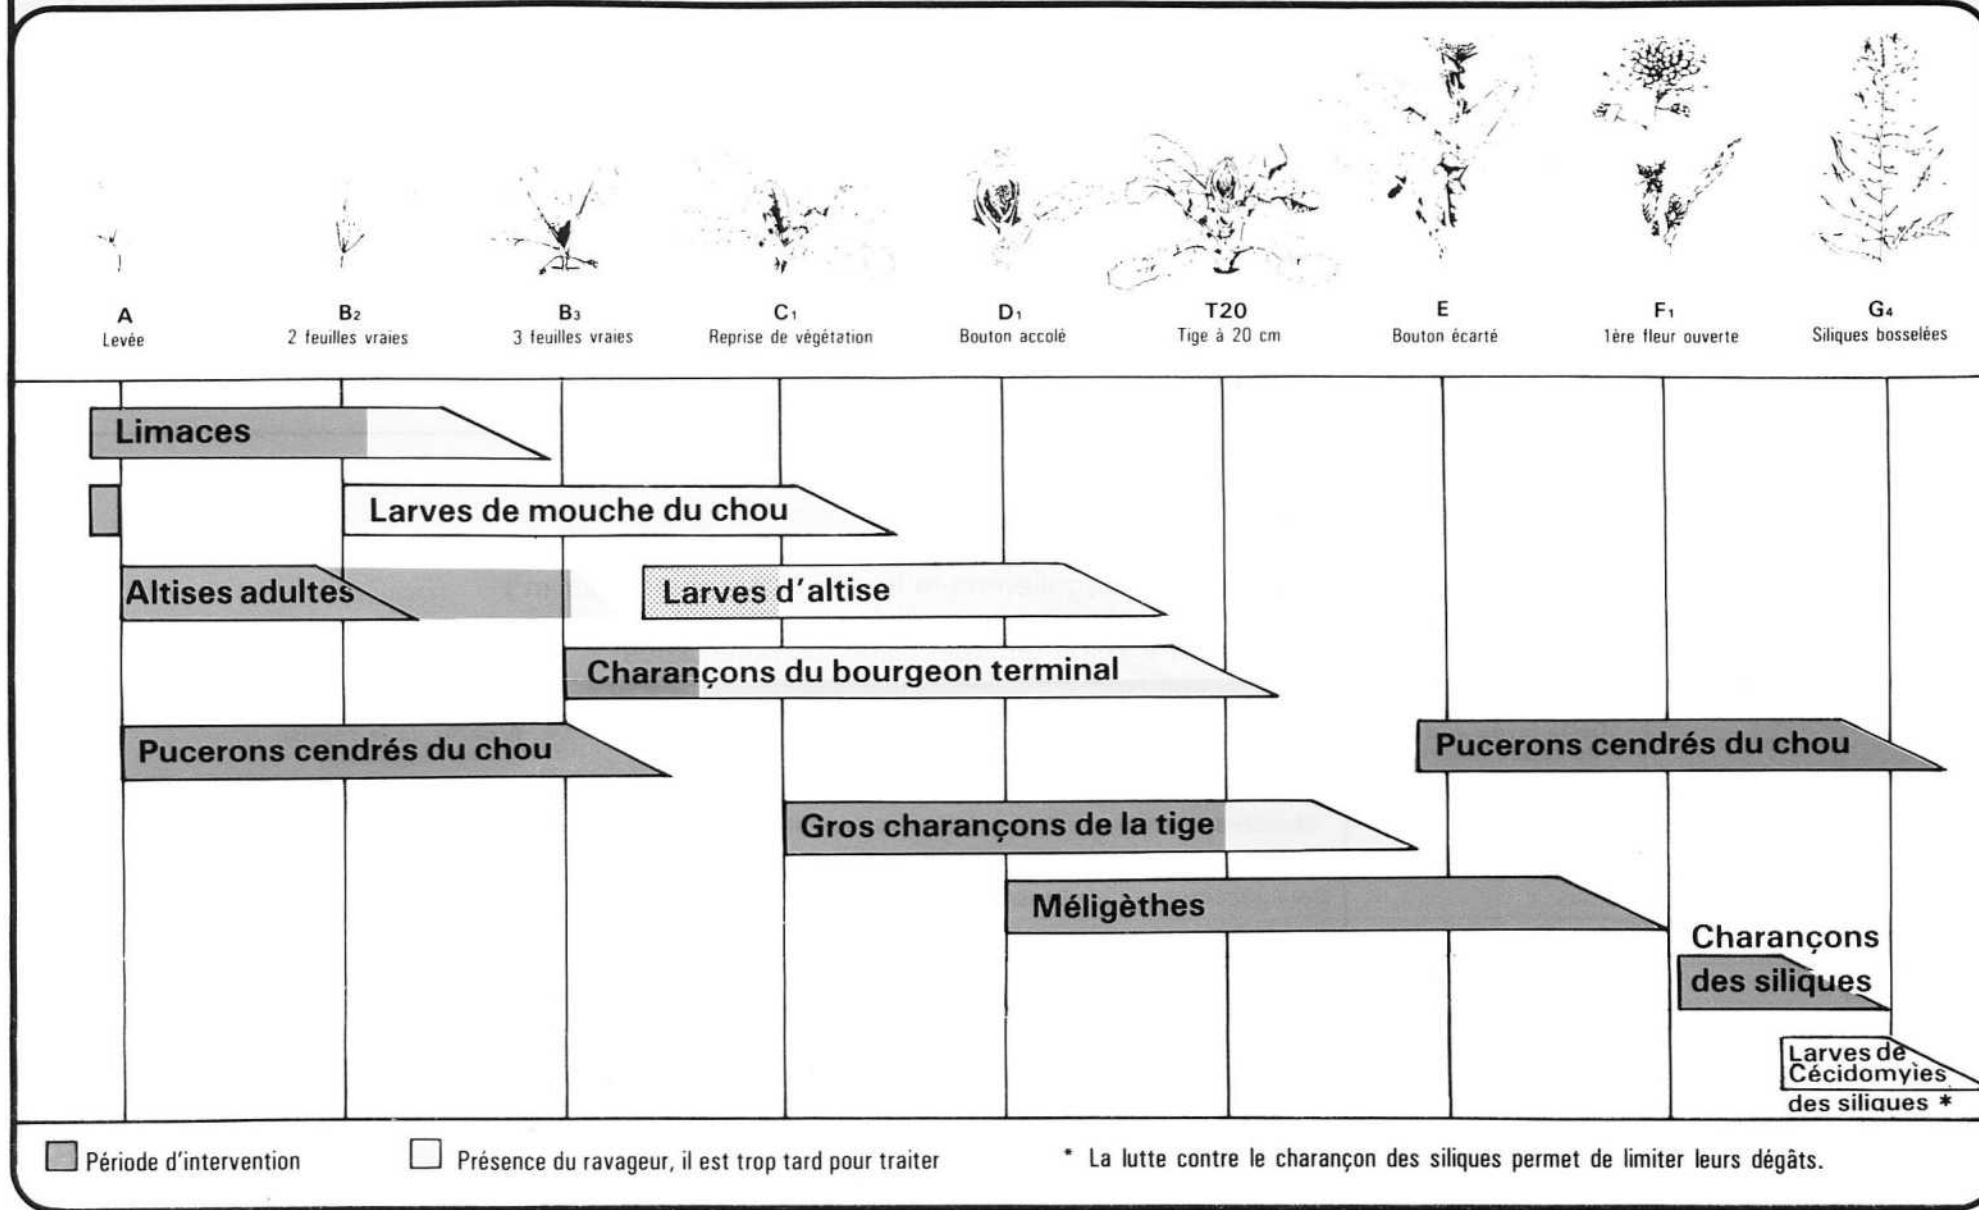 A
Levée
B2
2 feuilles vraies
B3
3 feuilles vraies
C1
Reprise de végétation
D1
Bouton accolé
T20
Tige à 20 cm
E
Bouton écarté
F1
1ère fleur ouverte
G4
Siliques bosselées
Limaces
Larves de mouche du chou
Altises adultes
Larves d'altise
Charançons du bourgeon terminal
Pucerons cendrés du chou
Pucerons cendrés du chou
Gros charançons de la tige
Méligèthes
Charançons
des siliques
Larves de
Cécidomyies
des siliques *
Période d'intervention
Présence du ravageur, il est trop tard pour traiter
* La lutte contre le charançon des siliques permet de limiter leurs dégâts.